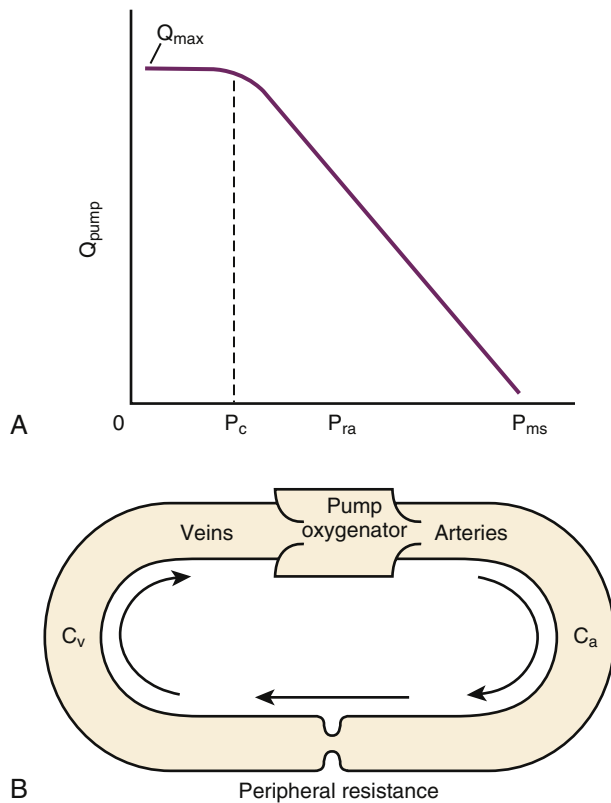 Qmax
Qpump
A
0
Pc
Pra
Pms
Pump
oxygenator
Veins
Arteries
Cv
Ca
B
Peripheral resistance